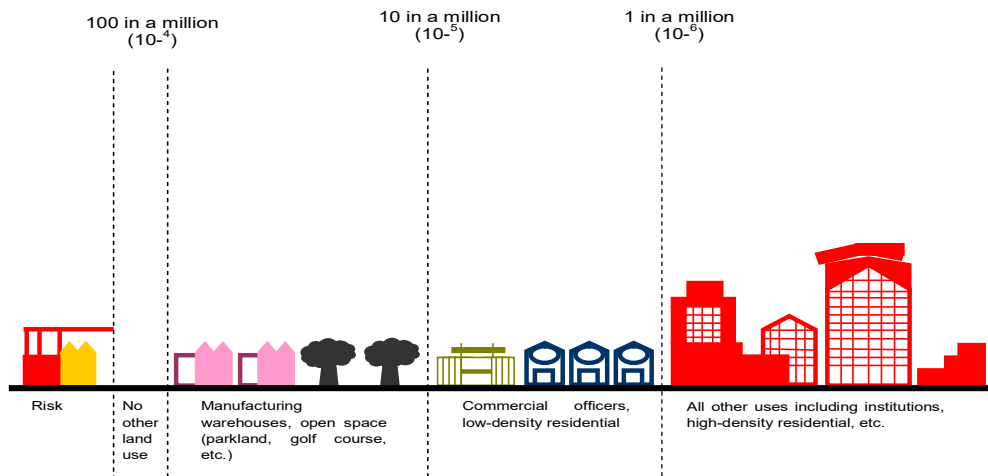 100 in a million
(10-4)
10 in a million
(10-5)
1 in a million
(10-6)
Risk
No
other
land
use
Manufacturing
warehouses, open space
(parkland, golf course,
etc.)
Commercial officers,
low-density residential
All other uses including institutions,
high-density residential, etc.